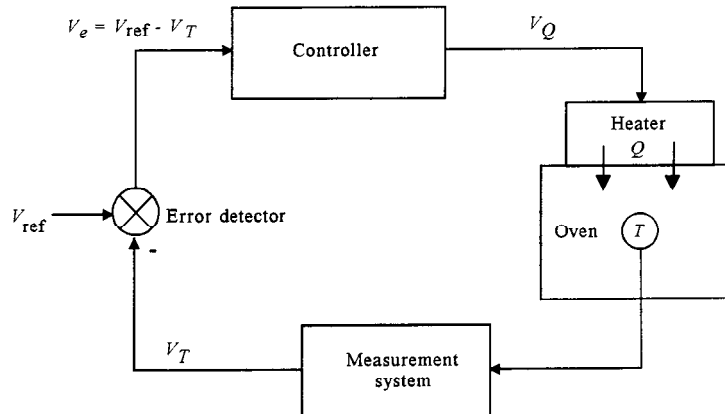 V_e = V_ref - V_T
Controller
V_Q
Heater
Q
V_ref
Error detector
-
Oven
T
V_T
Measurement
system